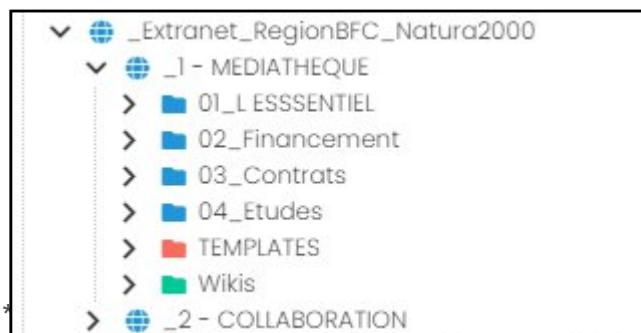 _Extranet_RegionBFC_Natura2000
_1 - MEDIATHEQUE
01_L ESSSENTIEL
02_Financement
03_Contrats
04_Etudes
TEMPLATES
Wikis
*
_2 - COLLABORATION